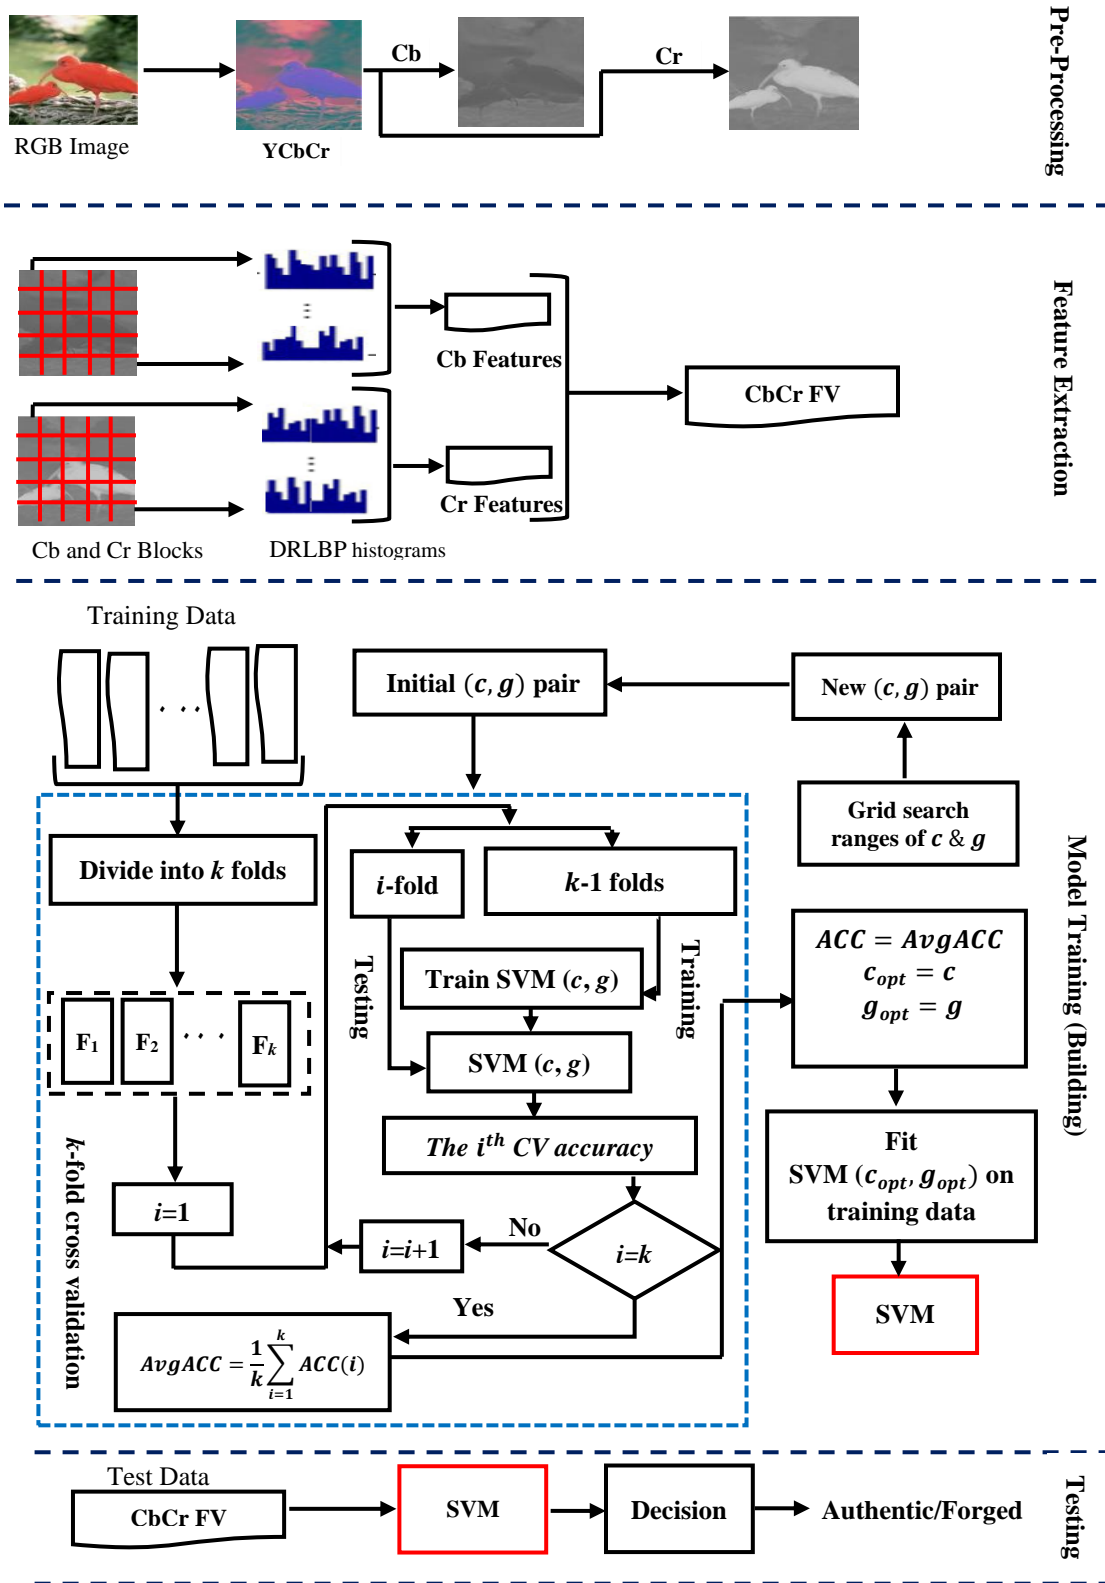 Cb
Cr
RGB Image
YCbCr
Pre-Processing
Cb Features
CbCr FV
Cr Features
Cb and Cr Blocks
DRLBP histograms
Feature Extraction
Training Data
Initial (c, g) pair
New (c, g) pair
Grid search
ranges of c & g
Divide into k folds
i-fold
k-1 folds
Testing
Training
Train SVM (c, g)
ACC = AvgACC
c_opt = c
g_opt = g
F₁
F₂
. . .
F_k
SVM (c, g)
The i^th CV accuracy
Fit
SVM (c_opt, g_opt) on
training data
i=1
No
i=i+1
i=k
Yes
SVM
AvgACC = 1/k ∑_{i=1}^{k} ACC(i)
k-fold cross validation
Model Training (Building)
Test Data
CbCr FV
SVM
Decision
Authentic/Forged
Testing